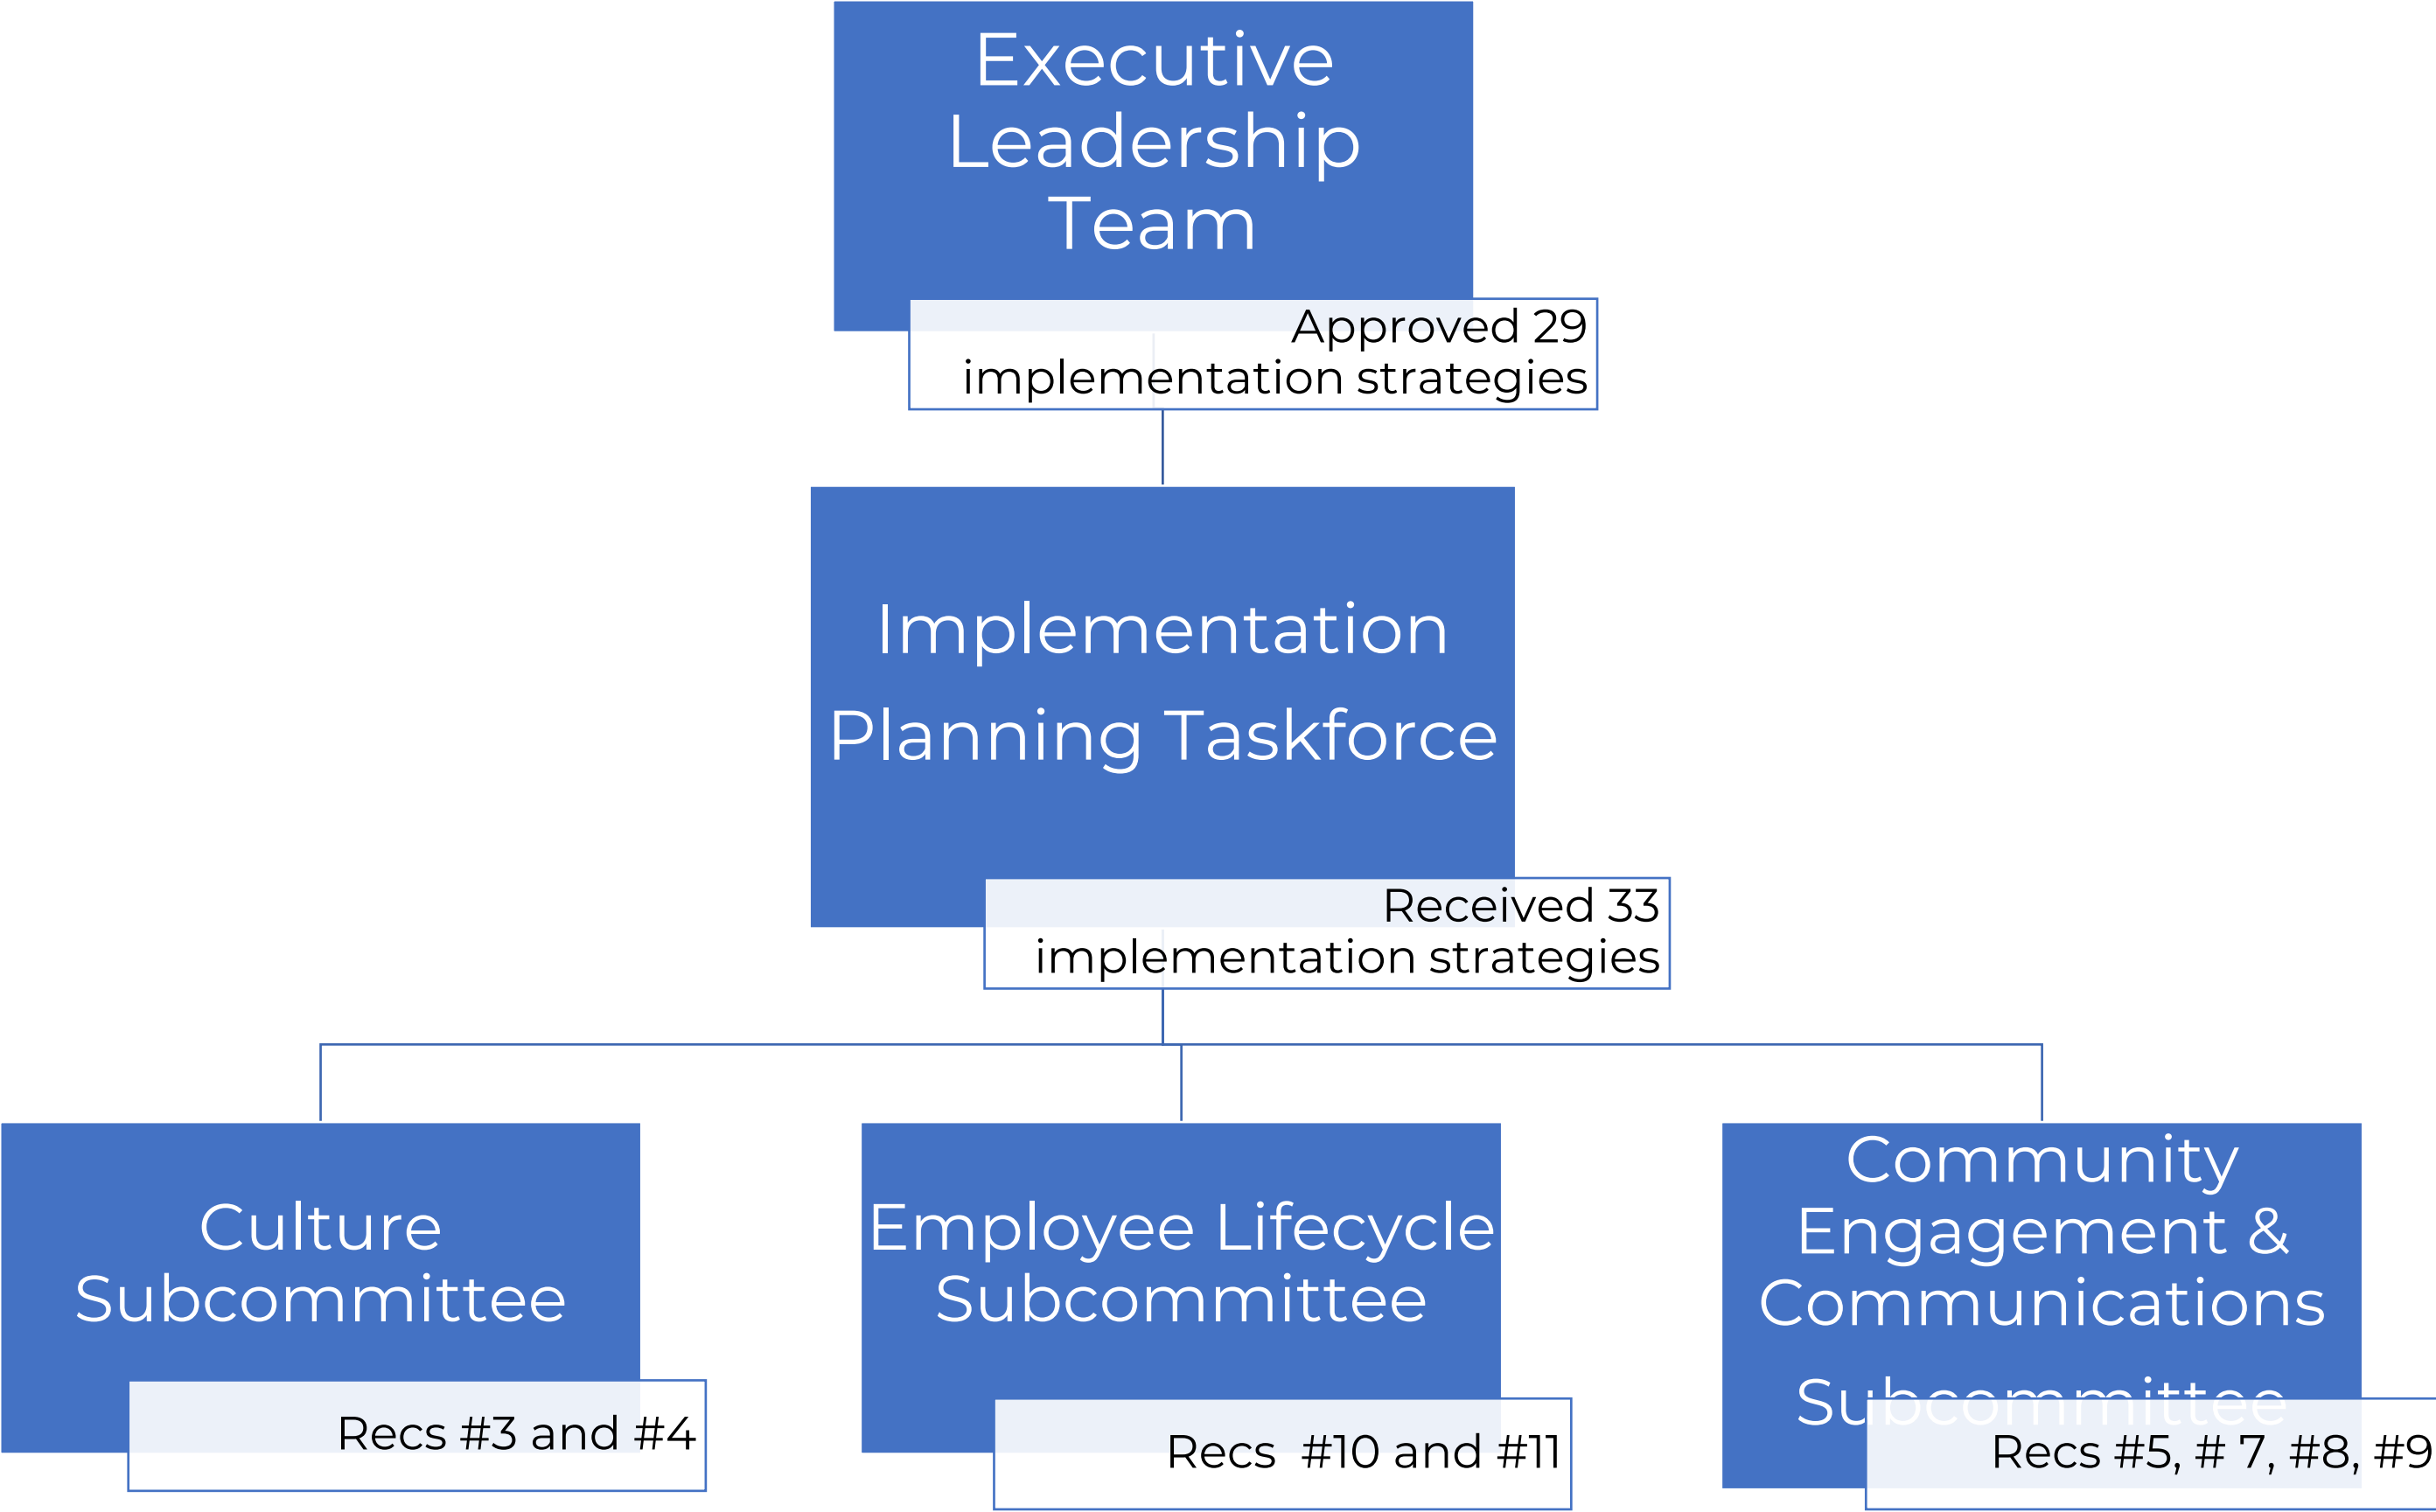 Executive
Leadership
Team
Approved 29
implementation strategies
Implementation
Planning Taskforce
Received 33
implementation strategies
Culture
Subcommittee
Recs #3 and #4
Employee Lifecycle
Subcommittee
Recs #10 and #11
Community
Engagement &
Communications
Subcommittee
Recs #5, # 7, #8, #9